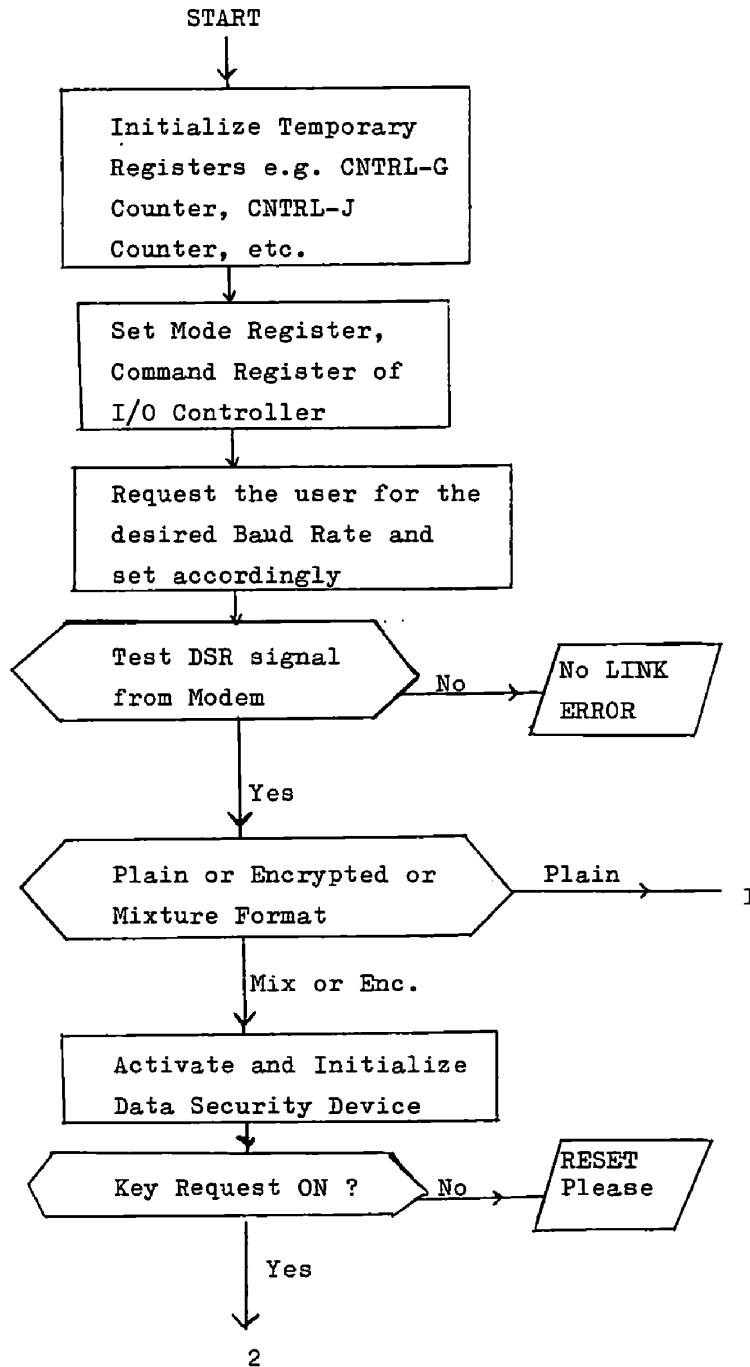 START
Initialize Temporary
Registers e.g. CNTRL-G
Counter, CNTRL-J
Counter, etc.
Set Mode Register,
Command Register of
I/O Controller
Request the user for the
desired Baud Rate and
set accordingly
Test DSR signal
from Modem
No
No LINK
ERROR
Yes
Plain or Encrypted or
Mixture Format
Plain
1
Mix or Enc.
Activate and Initialize
Data Security Device
Key Request ON ?
No
RESET
Please
Yes
2